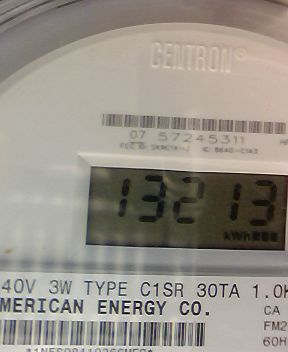 CENTRON®
07 57245311
13213
kWh
40V 3W TYPE C1SR 30TA 1.0K
MERICAN ENERGY CO.
CA
FM2
60H